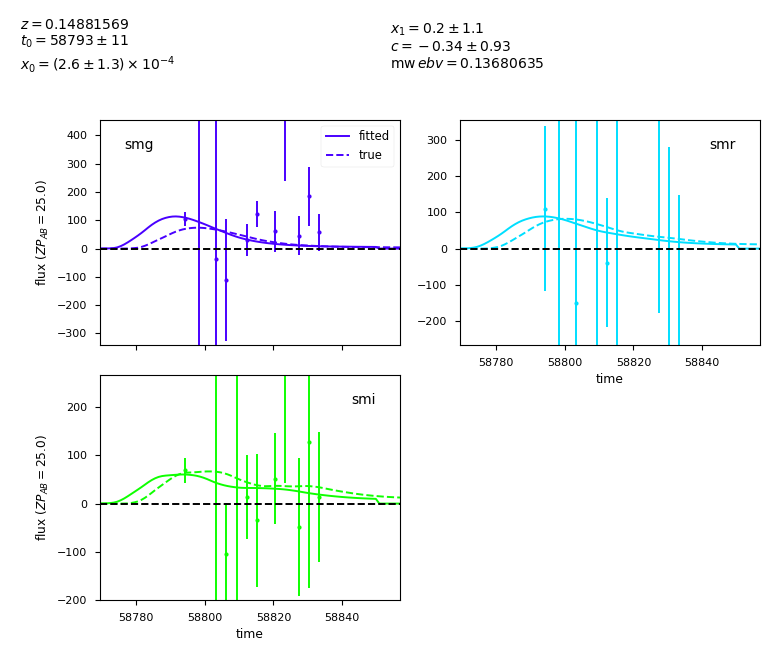 z = 0.14881569
t₀ = 58793 ± 11
x₀ = (2.6 ± 1.3) × 10⁻⁴
x₁ = 0.2 ± 1.1
c = −0.34 ± 0.93
mwebv = 0.13680635
smg
fitted
true
400
300
200
100
0
−100
−200
−300
flux (ZP_AB = 25.0)
smr
300
200
100
0
−100
−200
58780 58800 58820 58840
time
smi
200
100
0
−100
−200
flux (ZP_AB = 25.0)
58780 58800 58820 58840
time